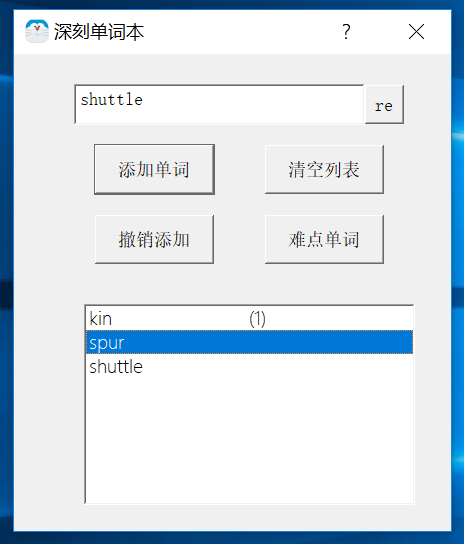 深刻单词本 ?
shuttle re
添加单词 清空列表
撤销添加 难点单词
kin (1)
spur
shuttle